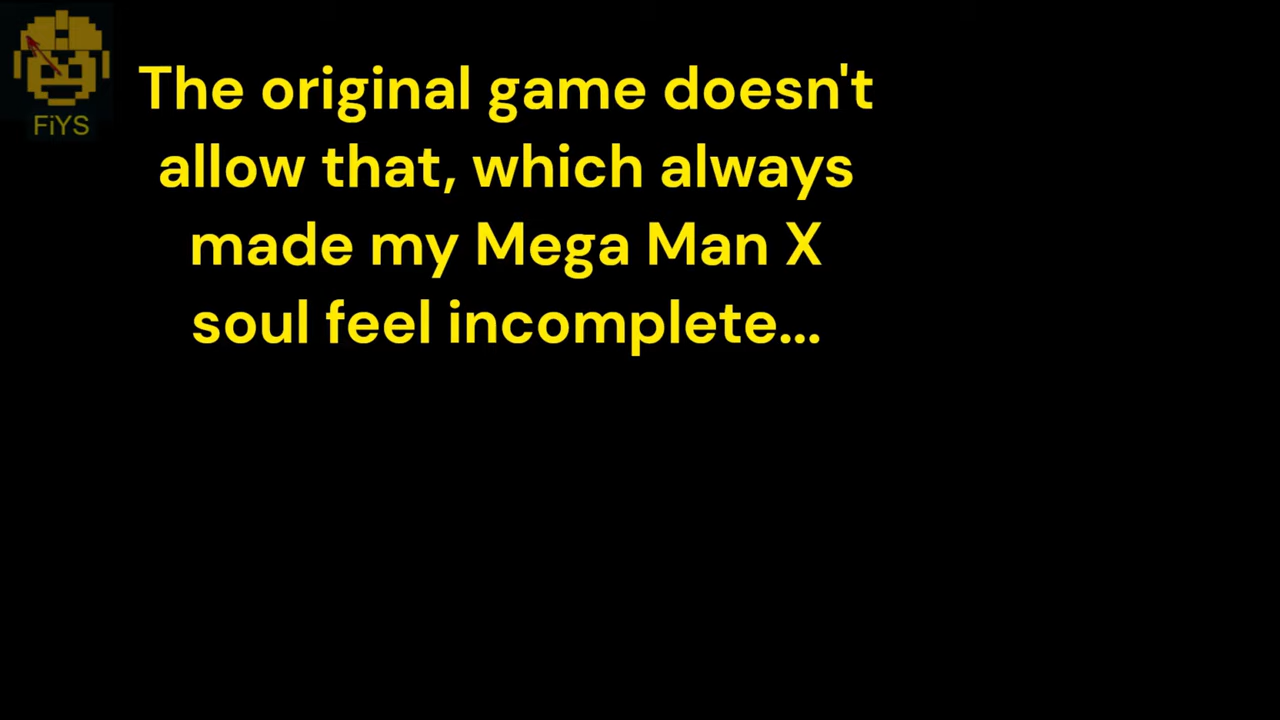 The original game doesn't
allow that, which always
made my Mega Man X
soul feel incomplete...
FiYS